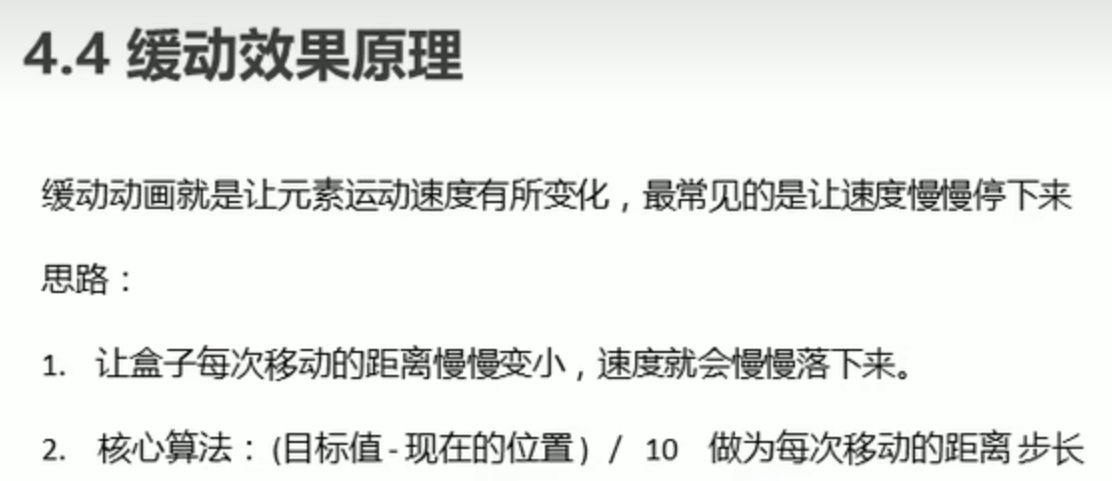 4.4 缓动效果原理
缓动动画就是让元素运动速度有所变化，最常见的是让速度慢慢停下来
思路：
1. 让盒子每次移动的距离慢慢变小，速度就会慢慢落下来。
2. 核心算法：(目标值 - 现在的位置) / 10 做为每次移动的距离 步长